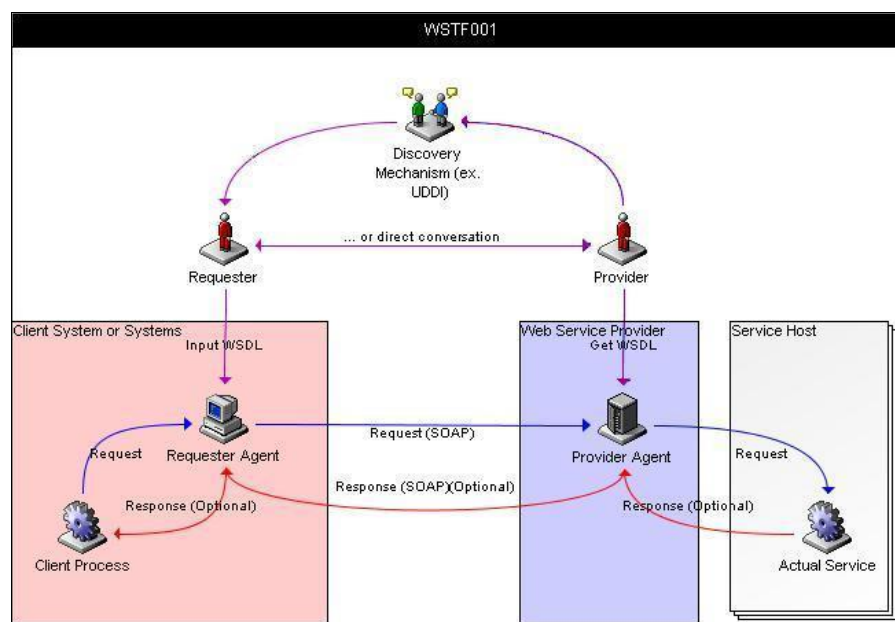 WSTF001
Discovery
Mechanism (ex.
UDDI)
... or direct conversation
Requester
Provider
Client System or Systems
Input WSDL
Web Service Provider
Get WSDL
Service Host
Request
Requester Agent
Request (SOAP)
Provider Agent
Request
Response (Optional)
Response (SOAP)(Optional)
Response (Optional)
Client Process
Actual Service